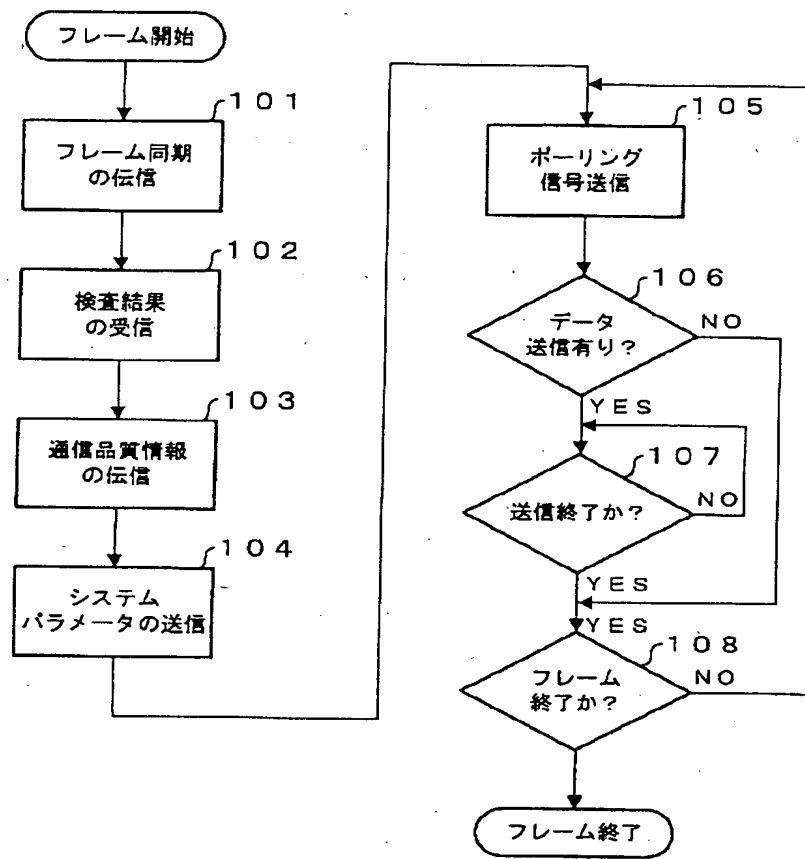 フレーム開始
101
フレーム同期
の伝信
102
検査結果
の受信
103
通信品質情報
の伝信
104
システム
パラメータの送信
105
ポーリング
信号送信
106
データ
送信有り？
NO
YES
107
送信終了か？
NO
YES
YES
108
フレーム
終了か？
NO
フレーム終了